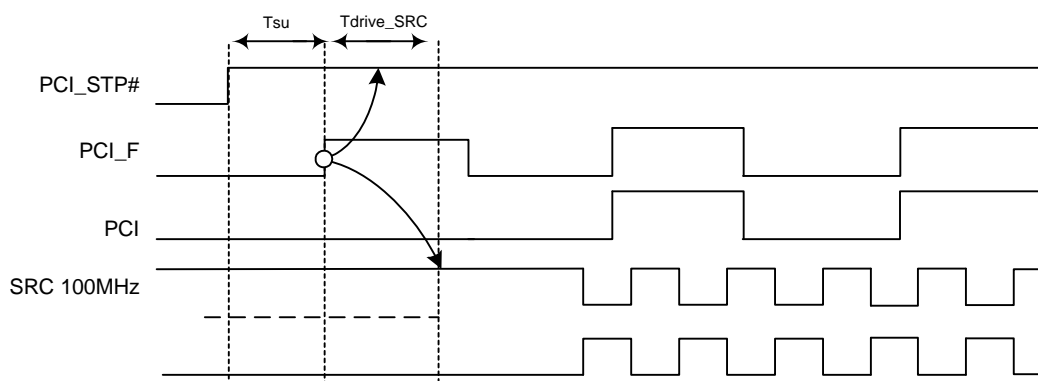 Tsu Tdrive_SRC
PCI_STP#
PCI_F
PCI
SRC 100MHz